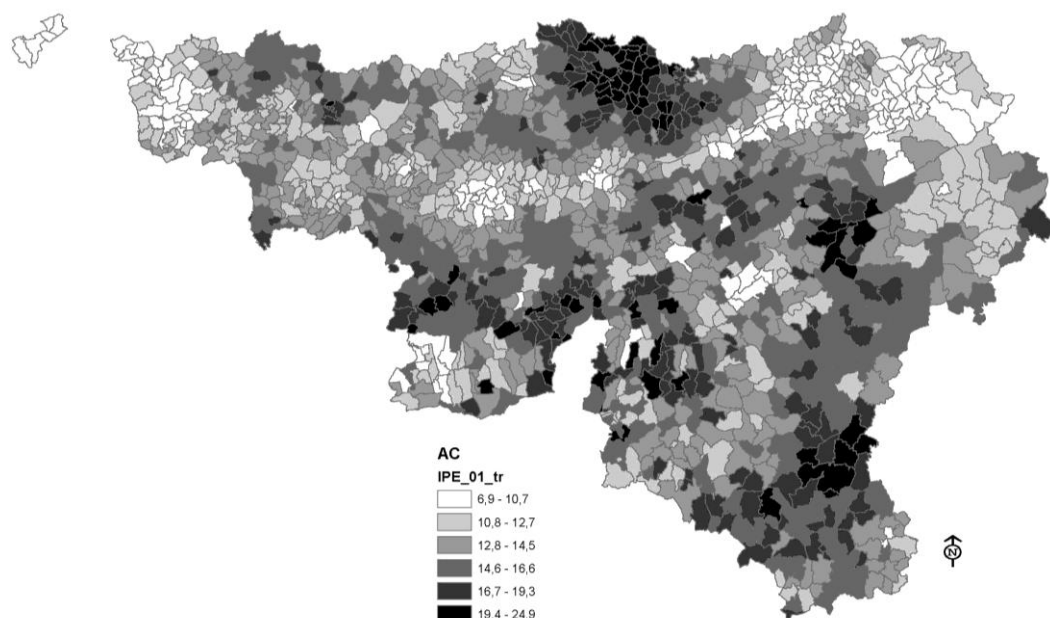 AC
IPE_01_tr
6,9 - 10,7
10,8 - 12,7
12,8 - 14,5
14,6 - 16,6
16,7 - 19,3
19,4 - 24,9
N